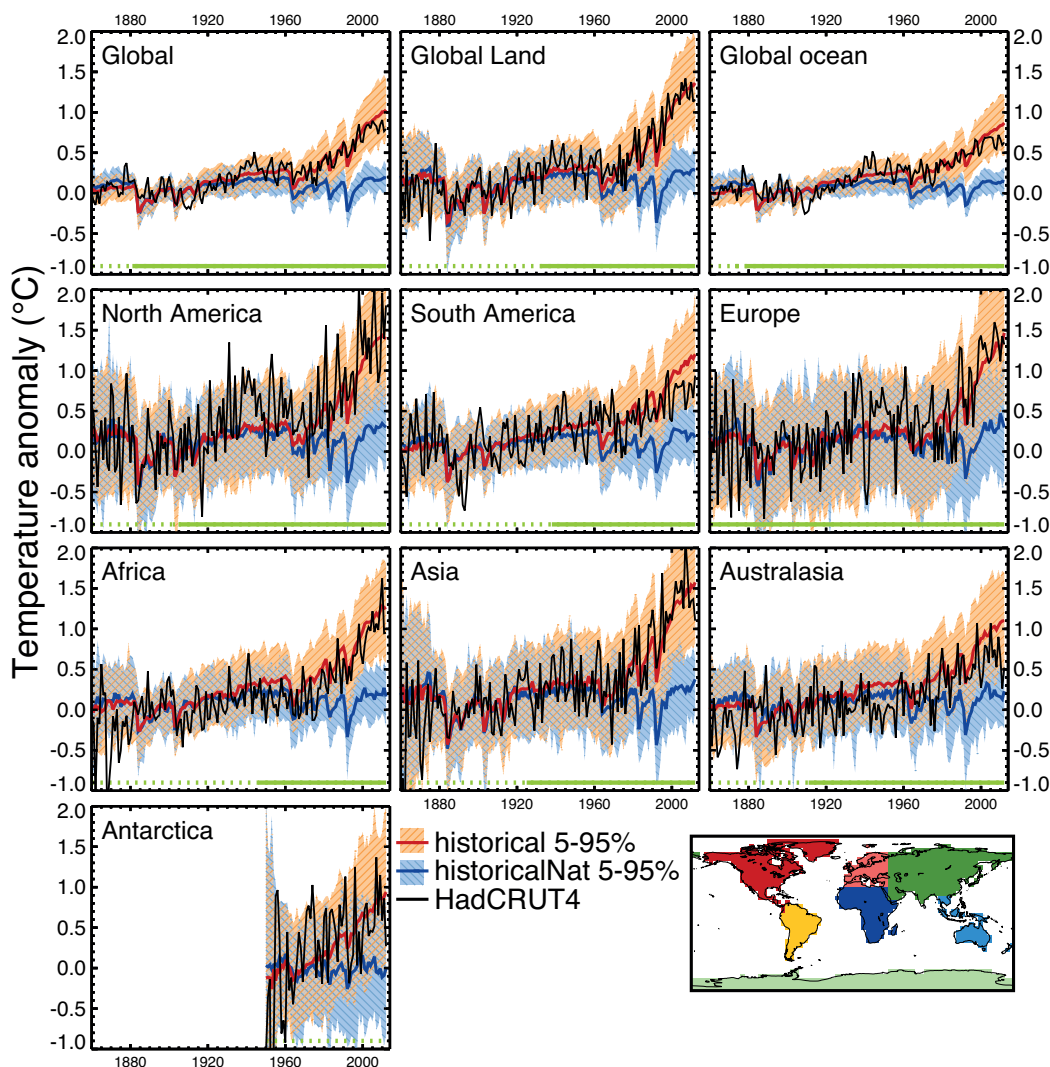 1880 1920 1960 2000 1880 1920 1960 2000 1880 1920 1960 2000
Temperature anomaly (°C)
Global
Global Land
Global ocean
2.0 2.0
1.5 1.5
1.0 1.0
0.5 0.5
0.0 0.0
-0.5 -0.5
-1.0 -1.0
North America
South America
Europe
2.0 2.0
1.5 1.5
1.0 1.0
0.5 0.5
0.0 0.0
-0.5 -0.5
-1.0 -1.0
Africa
Asia
Australasia
2.0 2.0
1.5 1.5
1.0 1.0
0.5 0.5
0.0 0.0
-0.5 -0.5
-1.0 -1.0
1880 1920 1960 2000 1880 1920 1960 2000
Antarctica
2.0
1.5
1.0
0.5
0.0
-0.5
-1.0
1880 1920 1960 2000
historical 5-95%
historicalNat 5-95%
HadCRUT4